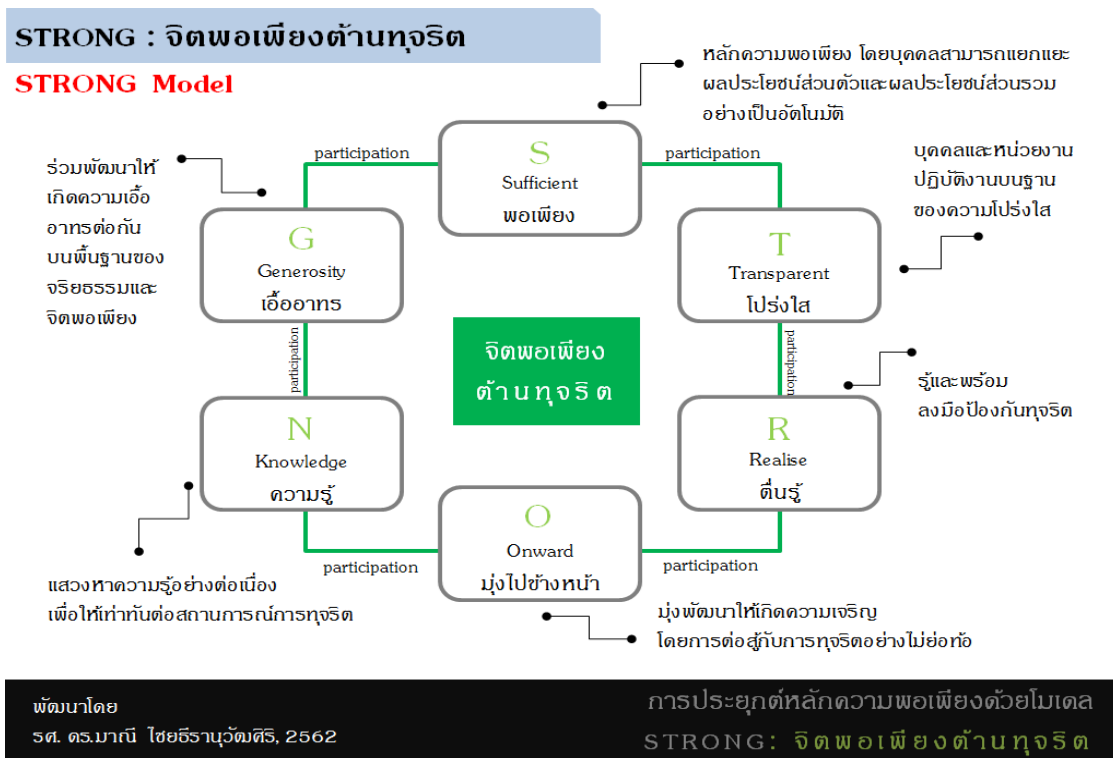 STRONG : จิตพอเพียงต้านทุจริต
STRONG Model
หลักความพอเพียง โดยบุคคลสามารถแยกแยะ
ผลประโยชน์ส่วนตัวและผลประโยชน์ส่วนรวม
อย่างเป็นอัตโนมัติ
participation
S
Sufficient
พอเพียง
participation
บุคคลและหน่วยงาน
ปฏิบัติงานบนฐาน
ของความโปร่งใส
ร่วมพัฒนาให้
เกิดความเอื้อ
อาทรต่อกัน
บนพื้นฐานของ
จริยธรรมและ
จิตพอเพียง
G
Generosity
เอื้ออาทร
T
Transparent
โปร่งใส
participation
จิตพอเพียง
ต้านทุจริต
participation
รู้และพร้อม
ลงมือป้องกันทุจริต
N
Knowledge
ความรู้
R
Realise
ตื่นรู้
participation
O
Onward
มุ่งไปข้างหน้า
participation
แสวงหาความรู้อย่างต่อเนื่อง
เพื่อให้เท่าทันต่อสถานการณ์การทุจริต
มุ่งพัฒนาให้เกิดความเจริญ
โดยการต่อสู้กับการทุจริตอย่างไม่ย่อท้อ
พัฒนาโดย
รศ. ดร.มาณี ไชยธีรานุวัฒศิริ, 2562
การประยุกต์หลักความพอเพียงด้วยโมเดล
STRONG: จิตพอเพียงต้านทุจริต